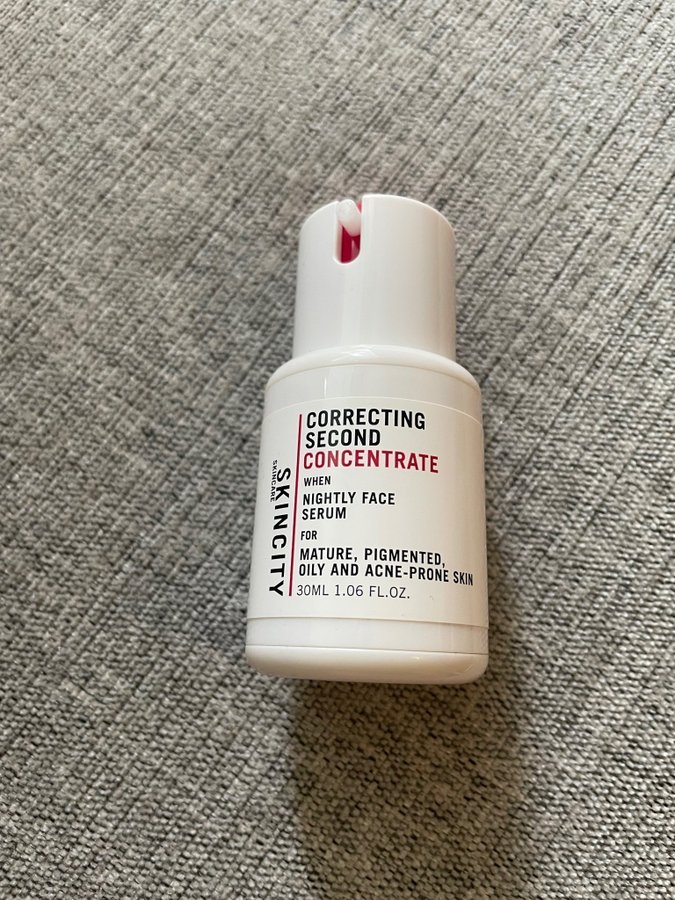 CORRECTING
SECOND
CONCENTRATE
WHEN
NIGHTLY FACE
SERUM
FOR
MATURE, PIGMENTED,
OILY AND ACNE-PRONE SKIN
30ML 1.06 FL.OZ.
SKINCITY
SKINCARE